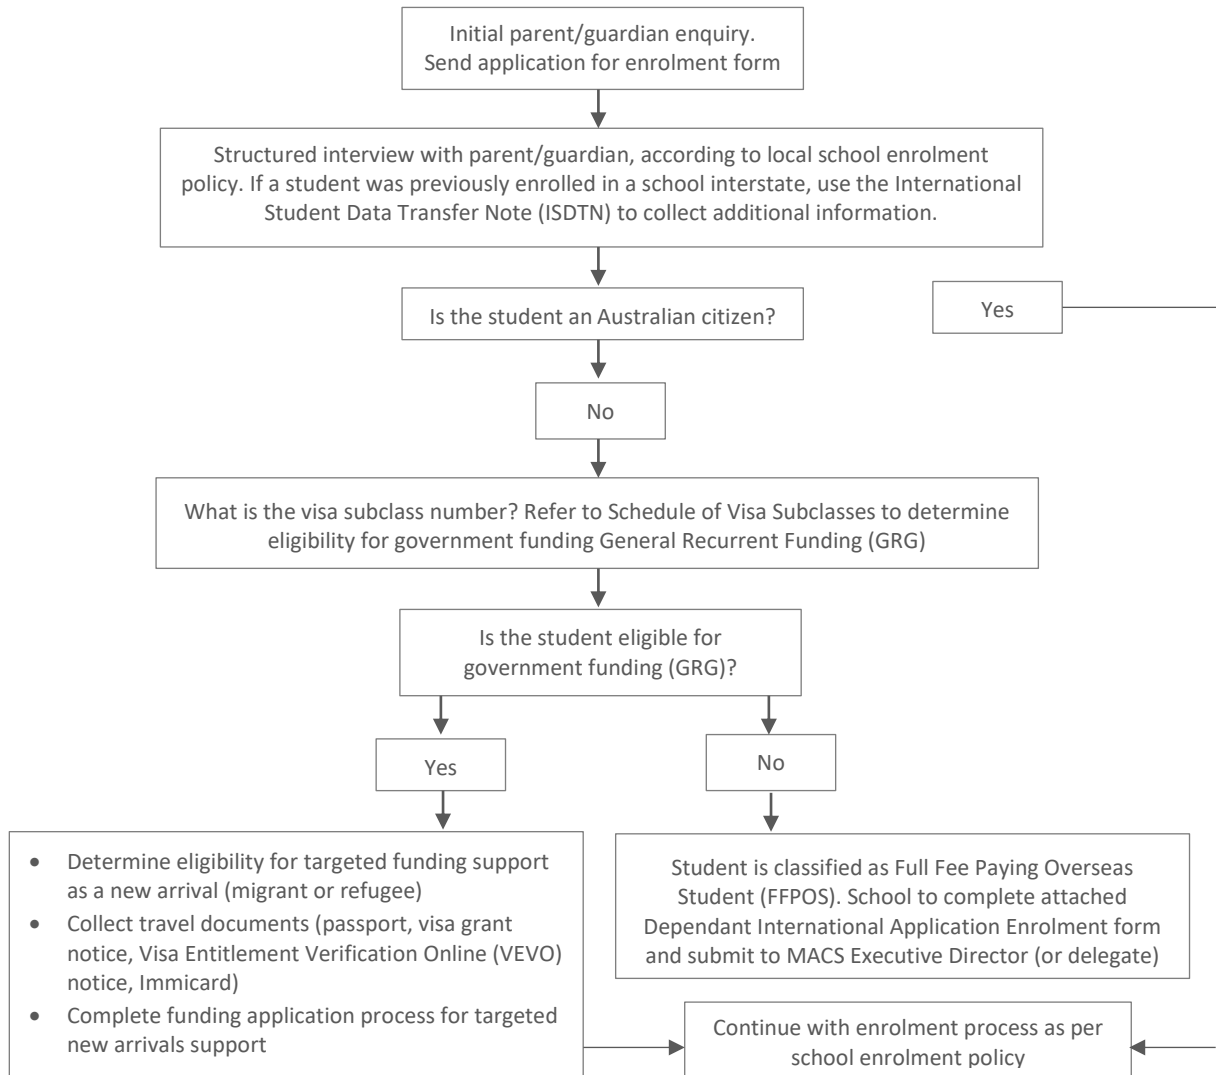 Initial parent/guardian enquiry.
Send application for enrolment form
Structured interview with parent/guardian, according to local school enrolment
policy. If a student was previously enrolled in a school interstate, use the International
Student Data Transfer Note (ISDTN) to collect additional information.
Is the student an Australian citizen?
Yes
No
What is the visa subclass number? Refer to Schedule of Visa Subclasses to determine
eligibility for government funding General Recurrent Funding (GRG)
Is the student eligible for
government funding (GRG)?
Yes
No
• Determine eligibility for targeted funding support
as a new arrival (migrant or refugee)
• Collect travel documents (passport, visa grant
notice, Visa Entitlement Verification Online (VEVO)
notice, Immicard)
• Complete funding application process for targeted
new arrivals support
Student is classified as Full Fee Paying Overseas
Student (FFPOS). School to complete attached
Dependant International Application Enrolment form
and submit to MACS Executive Director (or delegate)
Continue with enrolment process as per
school enrolment policy